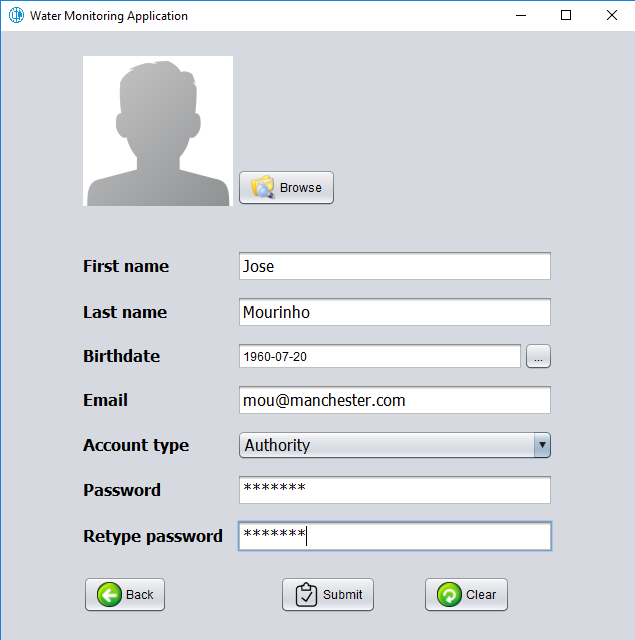 Water Monitoring Application
Browse
First name Jose
Last name Mourinho
Birthdate 1960-07-20 ...
Email mou@manchester.com
Account type Authority
Password *******
Retype password *******
Back Submit Clear